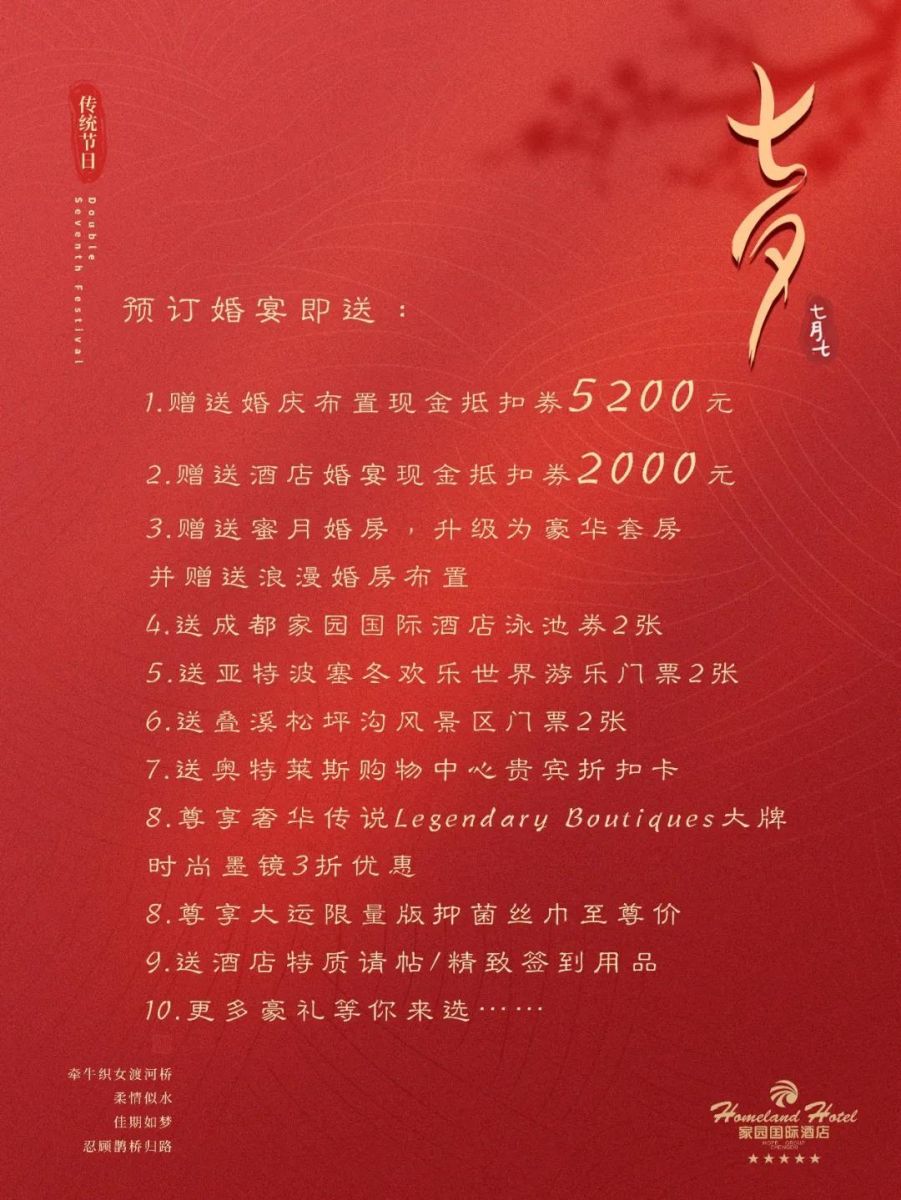 传统节日
Double
Seventh Festival
七夕
七月七
预订婚宴即送：
1.赠送婚庆布置现金抵扣券5200元
2.赠送酒店婚宴现金抵扣券2000元
3.赠送蜜月婚房，升级为豪华套房
并赠送浪漫婚房布置
4.送成都家园国际酒店泳池券2张
5.送亚特波塞冬欢乐世界游乐门票2张
6.送叠溪松坪沟风景区门票2张
7.送奥特莱斯购物中心贵宾折扣卡
8.尊享奢华传说Legendary Boutiques大牌
时尚墨镜3折优惠
8.尊享大运限量版抑菌丝巾至尊价
9.送酒店特质请帖/精致签到用品
10.更多豪礼等你来选……
牵牛织女渡河桥
柔情似水
佳期如梦
忍顾鹊桥归路
Homeland Hotel
家园国际酒店
HOPE GROUP
CHENGDU
★★★★★